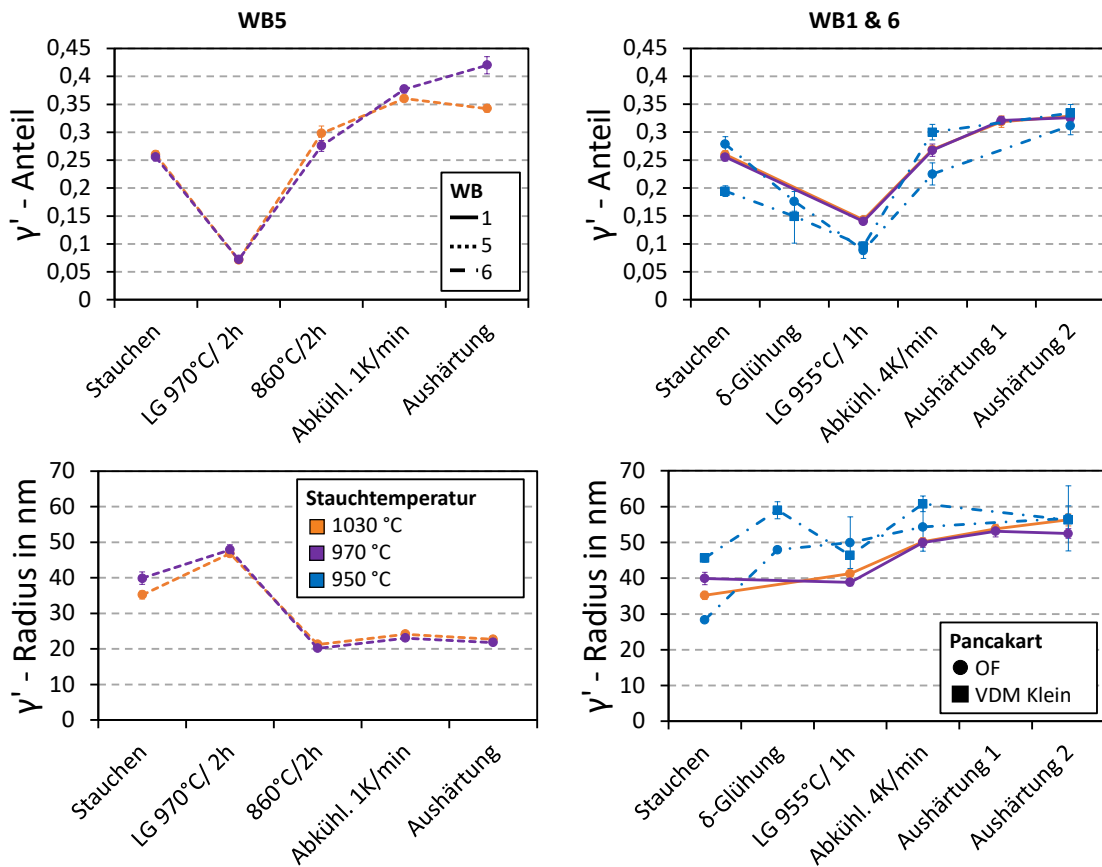 WB5
γ' - Anteil
0,45
0,4
0,35
0,3
0,25
0,2
0,15
0,1
0,05
0
WB
1
5
6
Stauchen
LG 970°C/ 2h
860°C/2h
Abkühl. 1K/min
Aushärtung
WB1 & 6
γ' - Anteil
0,45
0,4
0,35
0,3
0,25
0,2
0,15
0,1
0,05
0
Stauchen
δ-Glühung
LG 955°C/ 1h
Abkühl. 4K/min
Aushärtung 1
Aushärtung 2
γ' - Radius in nm
70
60
50
40
30
20
10
0
Stauchtemperatur
1030 °C
970 °C
950 °C
Stauchen
LG 970°C/ 2h
860°C/2h
Abkühl. 1K/min
Aushärtung
γ' - Radius in nm
70
60
50
40
30
20
10
0
Pancakart
OF
VDM Klein
Stauchen
δ-Glühung
LG 955°C/ 1h
Abkühl. 4K/min
Aushärtung 1
Aushärtung 2